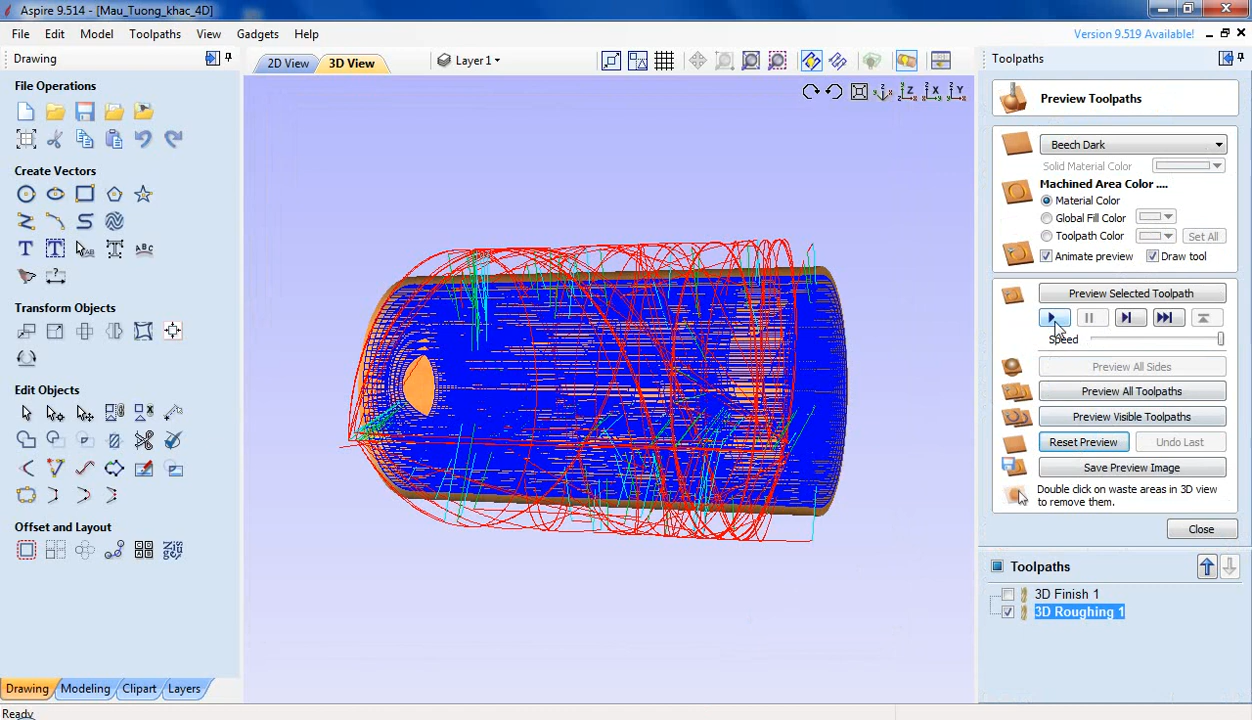 Aspire 9.514 - [Mau_Tuong_khac_4D]
File Edit Model Toolpaths View Gadgets Help
Version 9.519 Available!
Drawing
2D View 3D View
Layer 1
Toolpaths
File Operations
Create Vectors
Transform Objects
Edit Objects
Offset and Layout
Drawing Modeling Clipart Layers
Ready
Preview Toolpaths
Beech Dark
Solid Material Color
Machined Area Color ....
Material Color
Global Fill Color
Toolpath Color
Set All
Animate preview
Draw tool
Preview Selected Toolpath
Speed
Preview All Sides
Preview All Toolpaths
Preview Visible Toolpaths
Reset Preview
Undo Last
Save Preview Image
Double click on waste areas in 3D view
to remove them.
Close
Toolpaths
3D Finish 1
3D Roughing 1